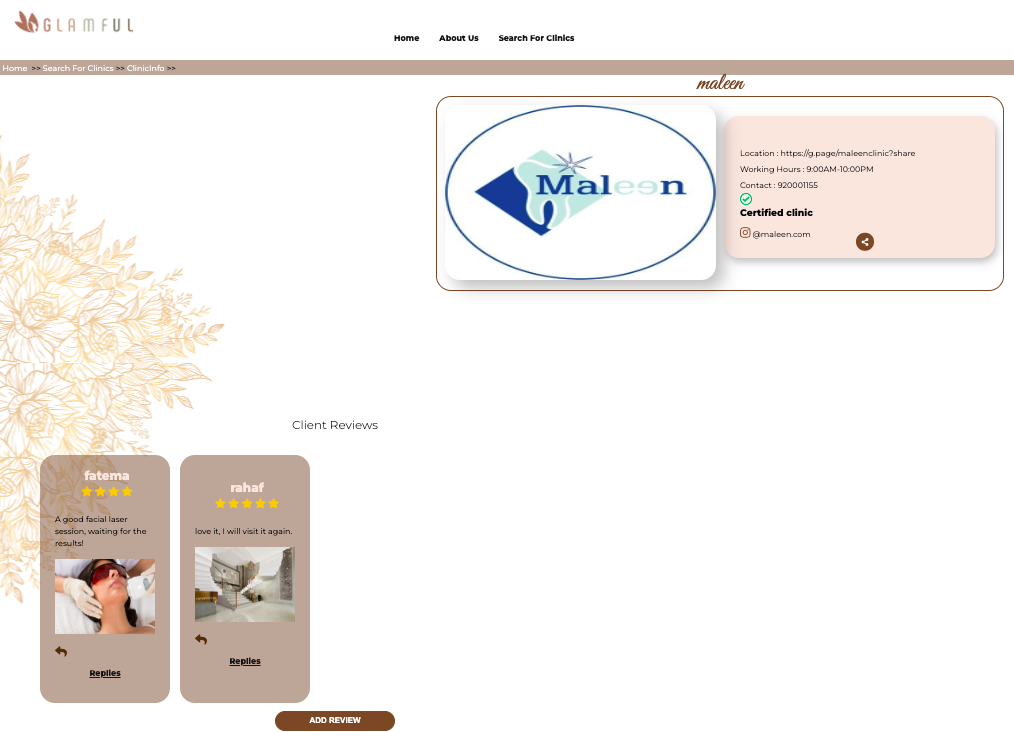 GLAMFUL
Home About Us Search For Clinics
Home >> Search For Clinics >> ClinicInfo >>
maleen
Maleen
Location : https://g.page/maleenclinic?share
Working Hours : 9:00AM-10:00PM
Contact : 920001155
Certified clinic
@maleen.com
Client Reviews
fatema
A good facial laser
session, waiting for the
results!
Replies
rahaf
love it, I will visit it again.
Replies
ADD REVIEW